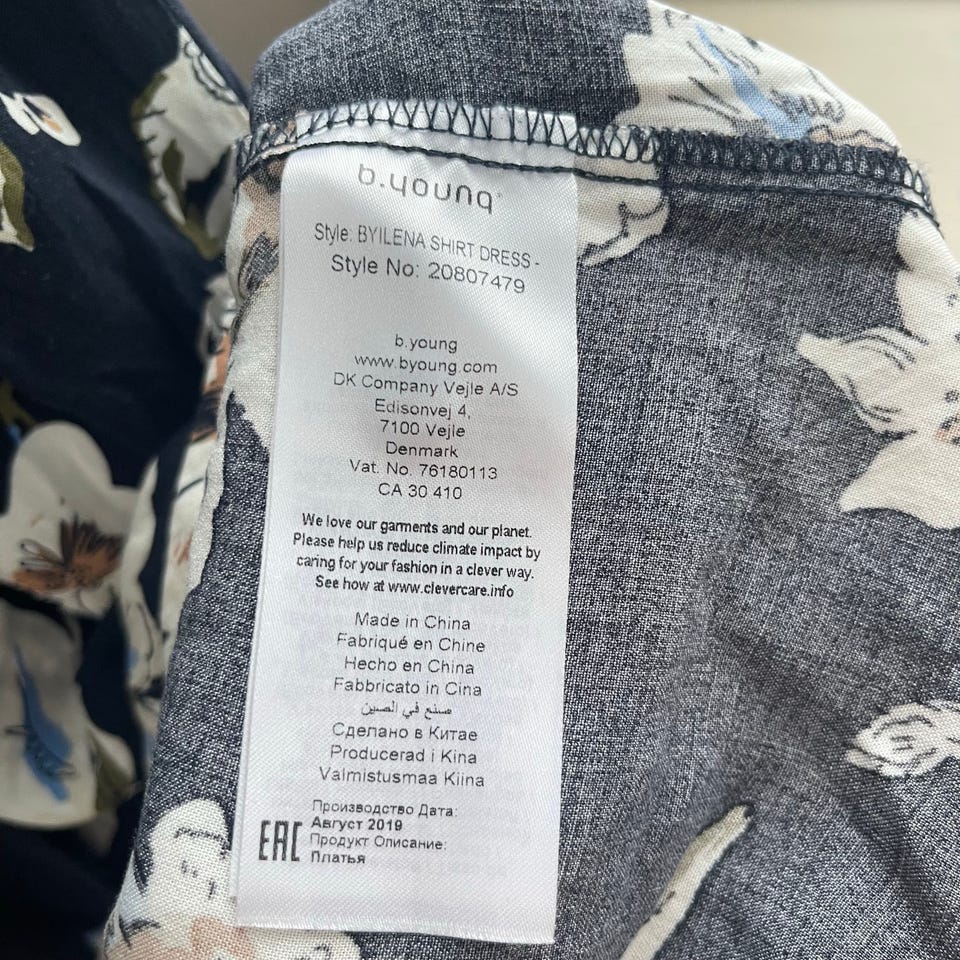 b.young
Style: BYILENA SHIRT DRESS -
Style No: 20807479
b.young
www.byoung.com
DK Company Vejle A/S
Edisonvej 4,
7100 Vejle
Denmark
Vat. No. 76180113
CA 30 410
We love our garments and our planet.
Please help us reduce climate impact by
caring for your fashion in a clever way.
See how at www.clevercare.info
Made in China
Fabriqué en Chine
Hecho en China
Fabbricato in Cina
صنع في الصين
Сделано в Китае
Producerad i Kina
Valmistusmaa Kiina
Производство Дата:
Август 2019
Продукт Описание:
Платья
EAC